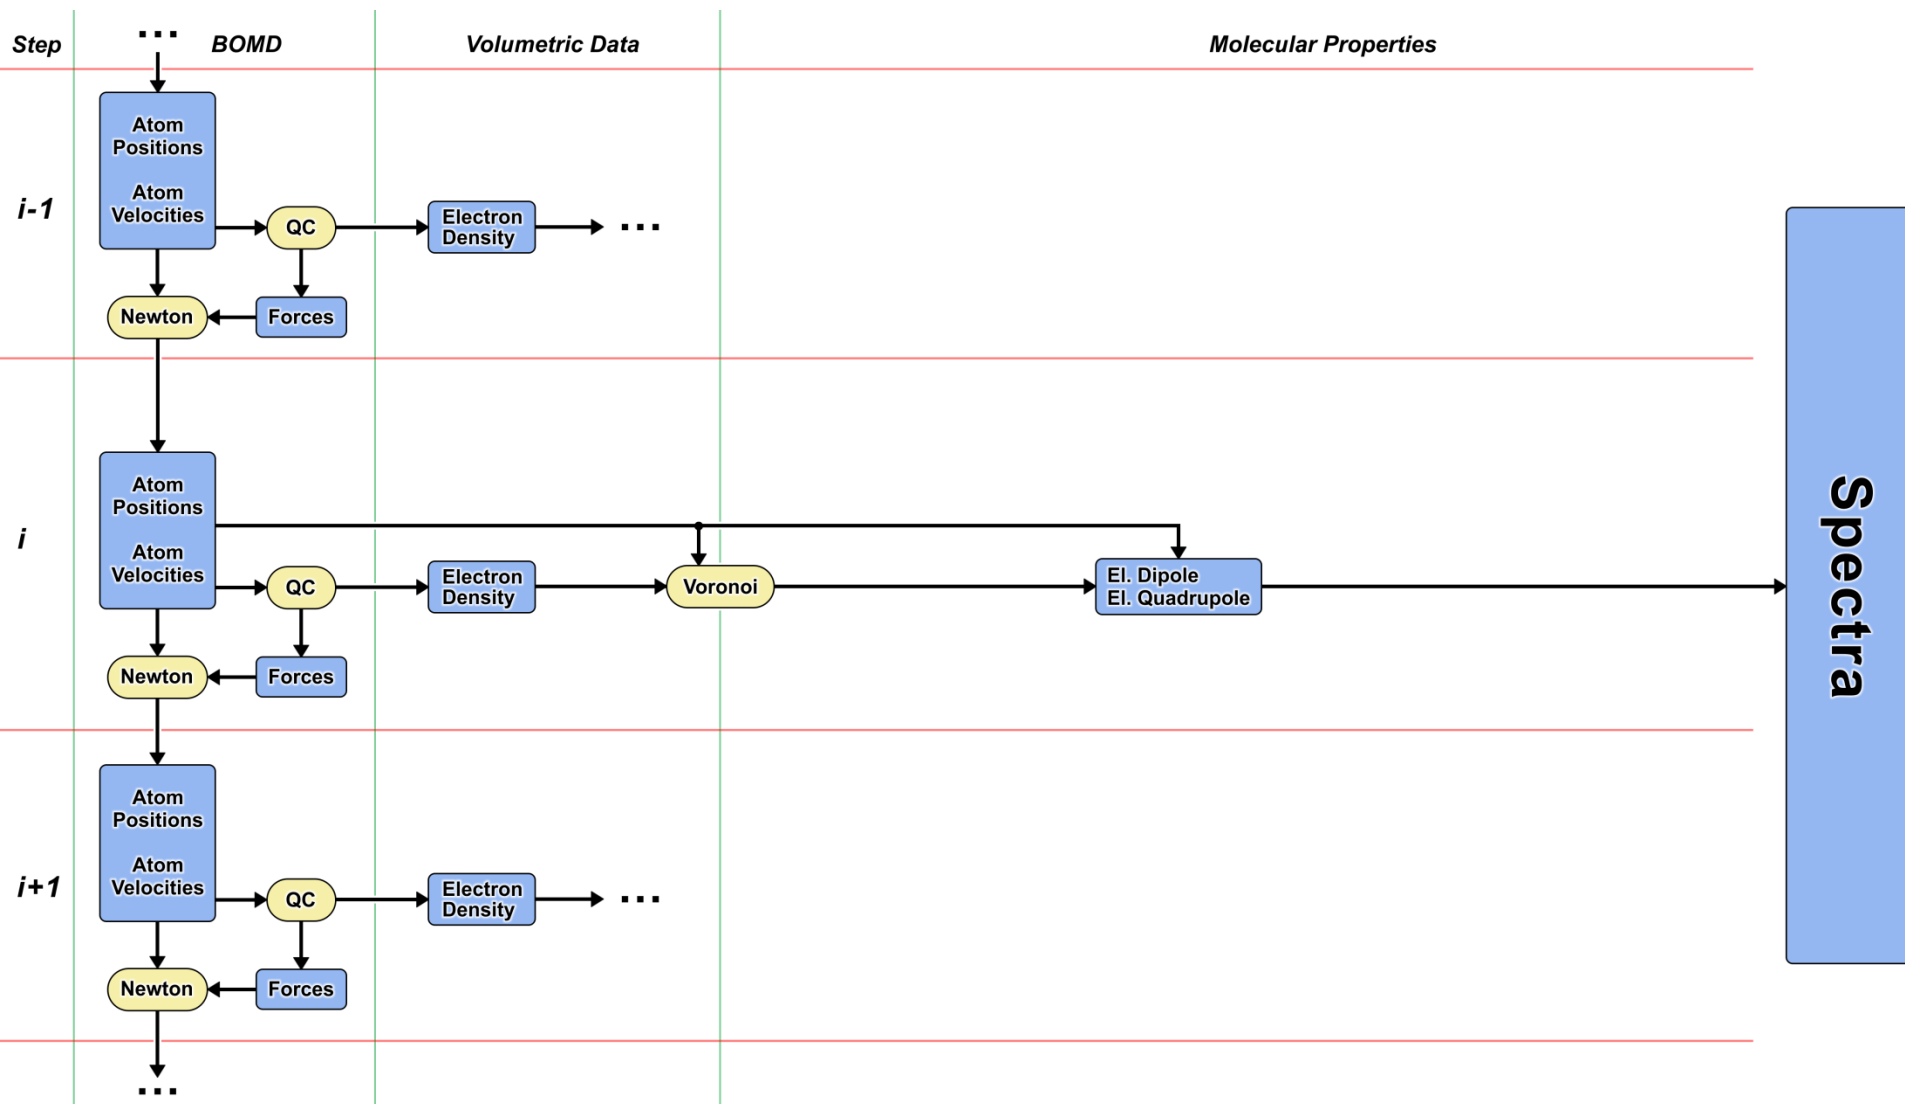 Step
...
BOMD
Volumetric Data
Molecular Properties
i-1
Atom
Positions
Atom
Velocities
QC
Electron
Density
...
Newton
Forces
i
Atom
Positions
Atom
Velocities
QC
Electron
Density
Voronoi
El. Dipole
El. Quadrupole
Newton
Forces
Spectra
i+1
Atom
Positions
Atom
Velocities
QC
Electron
Density
...
Newton
Forces
...